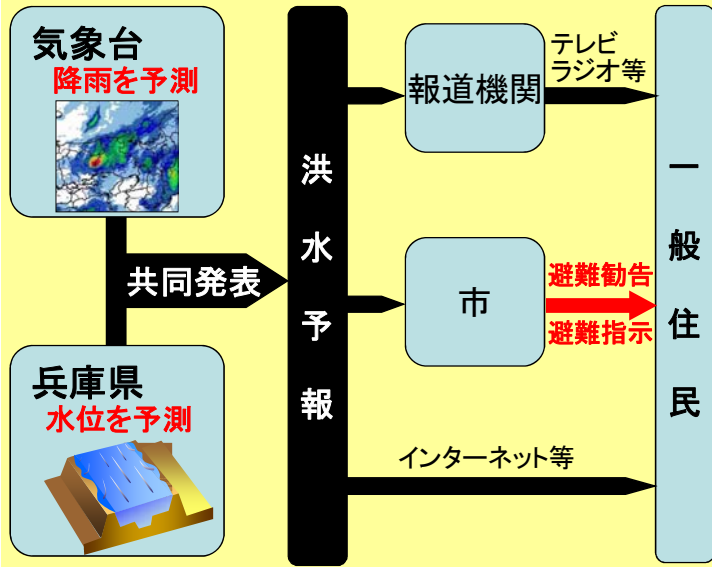 気象台
降雨を予測
共同発表
兵庫県
水位を予測
洪水予報
報道機関
テレビ
ラジオ等
市
避難勧告
避難指示
インターネット等
一般住民